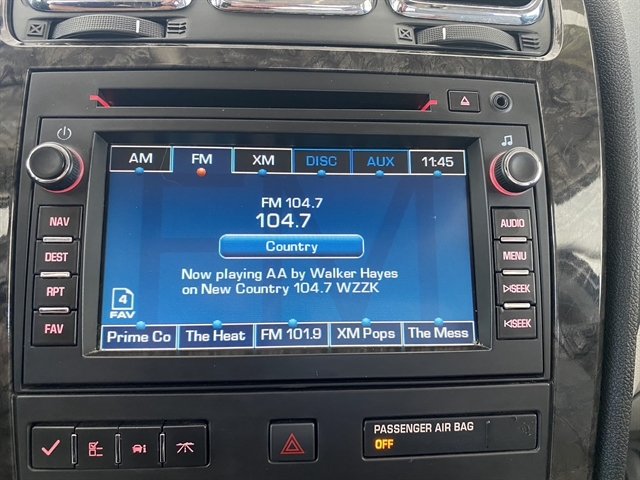 AM FM XM DISC AUX 11:45
FM 104.7
104.7
Country
Now playing AA by Walker Hayes
on New Country 104.7 WZZK
4
FAV
Prime Co The Heat FM 101.9 XM Pops The Mess
NAV
DEST
RPT
FAV
AUDIO
MENU
SEEK
SEEK
PASSENGER AIR BAG
OFF